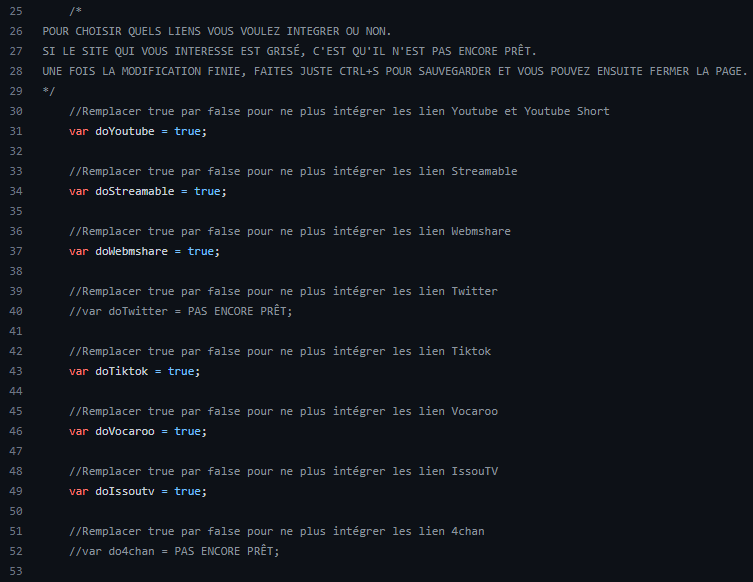 25 /*
26 POUR CHOISIR QUELS LIENS VOUS VOULEZ INTEGRER OU NON.
27 SI LE SITE QUI VOUS INTERESSE EST GRISÉ, C'EST QU'IL N'EST PAS ENCORE PRÊT.
28 UNE FOIS LA MODIFICATION FINIE, FAITES JUSTE CTRL+S POUR SAUVEGARDER ET VOUS POUVEZ ENSUITE FERMER LA PAGE.
29 */
30 //Remplacer true par false pour ne plus intégrer les lien Youtube et Youtube Short
31 var doYoutube = true;
32
33 //Remplacer true par false pour ne plus intégrer les lien Streamable
34 var doStreamable = true;
35
36 //Remplacer true par false pour ne plus intégrer les lien Webmshare
37 var doWebmshare = true;
38
39 //Remplacer true par false pour ne plus intégrer les lien Twitter
40 //var doTwitter = PAS ENCORE PRÊT;
41
42 //Remplacer true par false pour ne plus intégrer les lien Tiktok
43 var doTiktok = true;
44
45 //Remplacer true par false pour ne plus intégrer les lien Vocaroo
46 var doVocaroo = true;
47
48 //Remplacer true par false pour ne plus intégrer les lien IssouTV
49 var doIssoutv = true;
50
51 //Remplacer true par false pour ne plus intégrer les lien 4chan
52 //var do4chan = PAS ENCORE PRÊT;
53